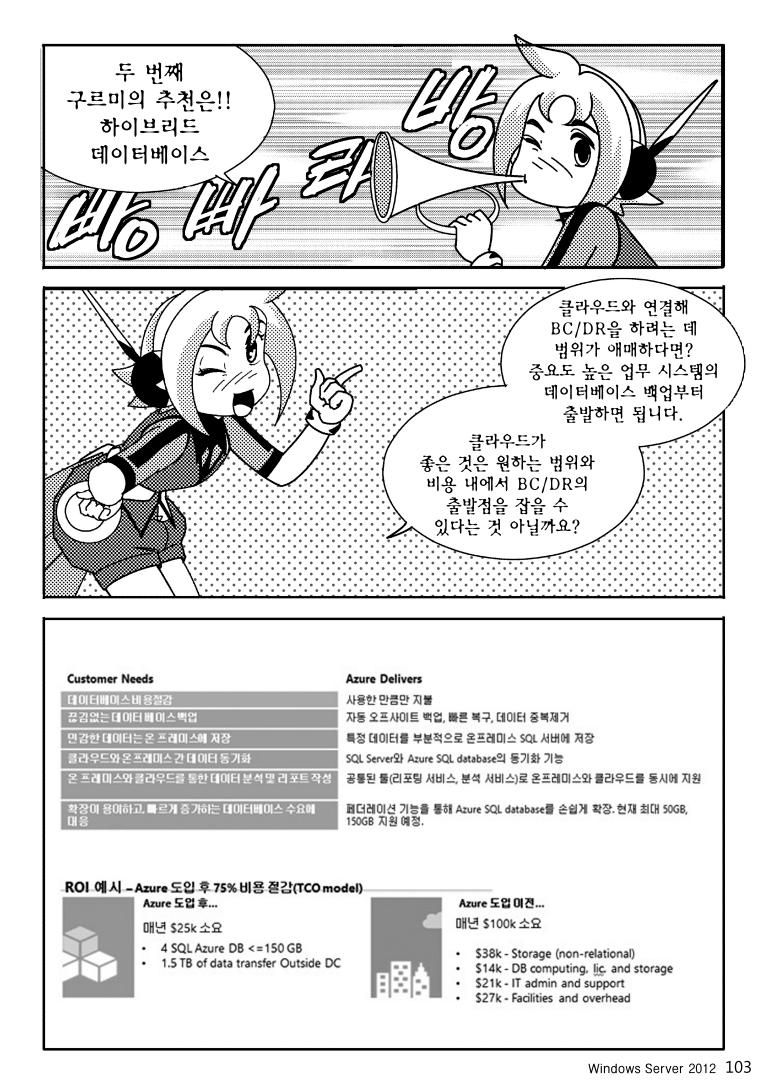 두 번째
구르미의 추천은!!
하이브리드
데이터베이스
빵 빠 라 빵
클라우드와 연결해
BC/DR을 하려는 데
범위가 애매하다면?
중요도 높은 업무 시스템의
데이터베이스 백업부터
출발하면 됩니다.
클라우드가
좋은 것은 원하는 범위와
비용 내에서 BC/DR의
출발점을 잡을 수
있다는 것 아닐까요?
Customer Needs
Azure Delivers
데이터베이스 비용절감
사용한 만큼만 지불
끊김없는 데이터 베이스 백업
자동 오프사이트 백업, 빠른 복구, 데이터 중복제거
민감한 데이터는 온 프레미스에 저장
특정 데이터를 부분적으로 온프레미스 SQL 서버에 저장
클라우드와 온프레미스 간 데이터 동기화
SQL Server와 Azure SQL database의 동기화 기능
온 프레미스와 클라우드를 통한 데이터 분석 및 리포트 작성
공통된 툴(리포팅 서비스, 분석 서비스)로 온프레미스와 클라우드를 동시에 지원
확장이 용이하고, 빠르게 증가하는 데이터베이스 수요에
대응
페더레이션 기능을 통해 Azure SQL database를 손쉽게 확장. 현재 최대 50GB,
150GB 지원 예정.
ROI 예시 – Azure 도입 후 75% 비용 절감(TCO model)
Azure 도입 후...
매년 $25k 소요
• 4 SQL Azure DB <=150 GB
• 1.5 TB of data transfer Outside DC
Azure 도입 이전...
매년 $100k 소요
• $38k - Storage (non-relational)
• $14k - DB computing, lic. and storage
• $21k - IT admin and support
• $27k - Facilities and overhead
Windows Server 2012 103